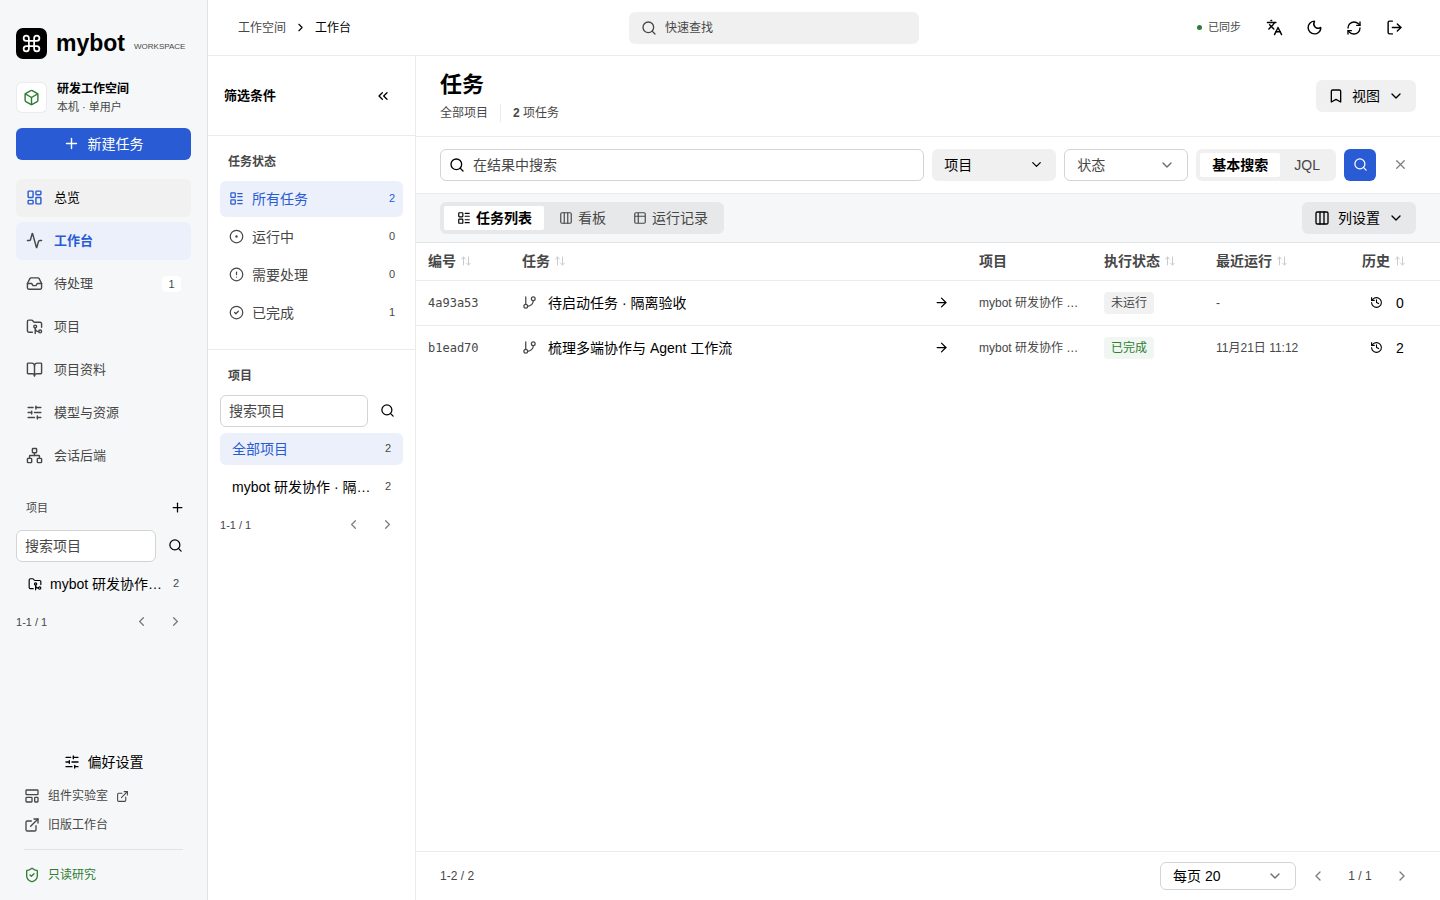 mybot WORKSPACE
研发工作空间
本机 · 单用户
新建任务
总览
工作台
待处理 1
项目
项目资料
模型与资源
会话后端
项目
搜索项目
mybot 研发协作… 2
1-1 / 1
偏好设置
组件实验室
旧版工作台
只读研究
工作空间 工作台
快速查找
已同步
筛选条件
任务状态
所有任务 2
运行中 0
需要处理 0
已完成 1
项目
搜索项目
全部项目 2
mybot 研发协作 · 隔… 2
1-1 / 1
任务
全部项目 2 项任务
视图
在结果中搜索 项目 状态 基本搜索 JQL
任务列表 看板 运行记录 列设置
编号 任务 项目 执行状态 最近运行 历史
4a93a53 待启动任务 · 隔离验收 mybot 研发协作 … 未运行 - 0
b1ead70 梳理多端协作与 Agent 工作流 mybot 研发协作 … 已完成 11月21日 11:12 2
1-2 / 2 每页 20 1 / 1